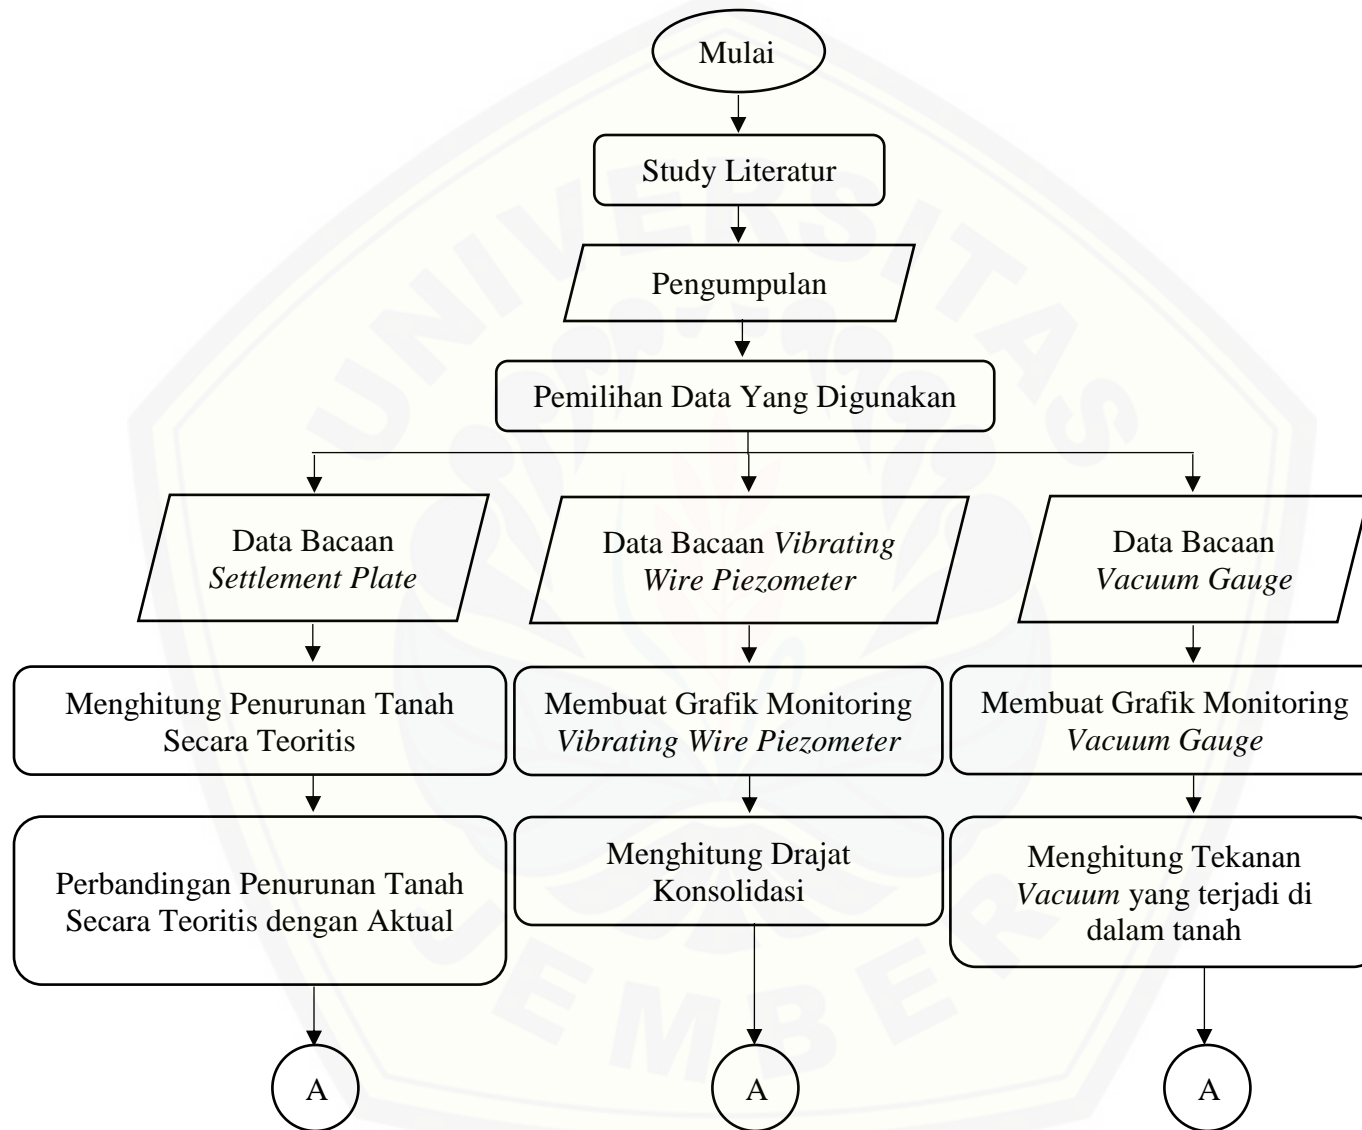 Mulai
Study Literatur
Pengumpulan
Pemilihan Data Yang Digunakan
Data Bacaan
Settlement Plate
Data Bacaan Vibrating
Wire Piezometer
Data Bacaan
Vacuum Gauge
Menghitung Penurunan Tanah
Secara Teoritis
Membuat Grafik Monitoring
Vibrating Wire Piezometer
Membuat Grafik Monitoring
Vacuum Gauge
Perbandingan Penurunan Tanah
Secara Teoritis dengan Aktual
Menghitung Drajat
Konsolidasi
Menghitung Tekanan
Vacuum yang terjadi di
dalam tanah
A
A
A
UNIVERSITAS
JEMBER